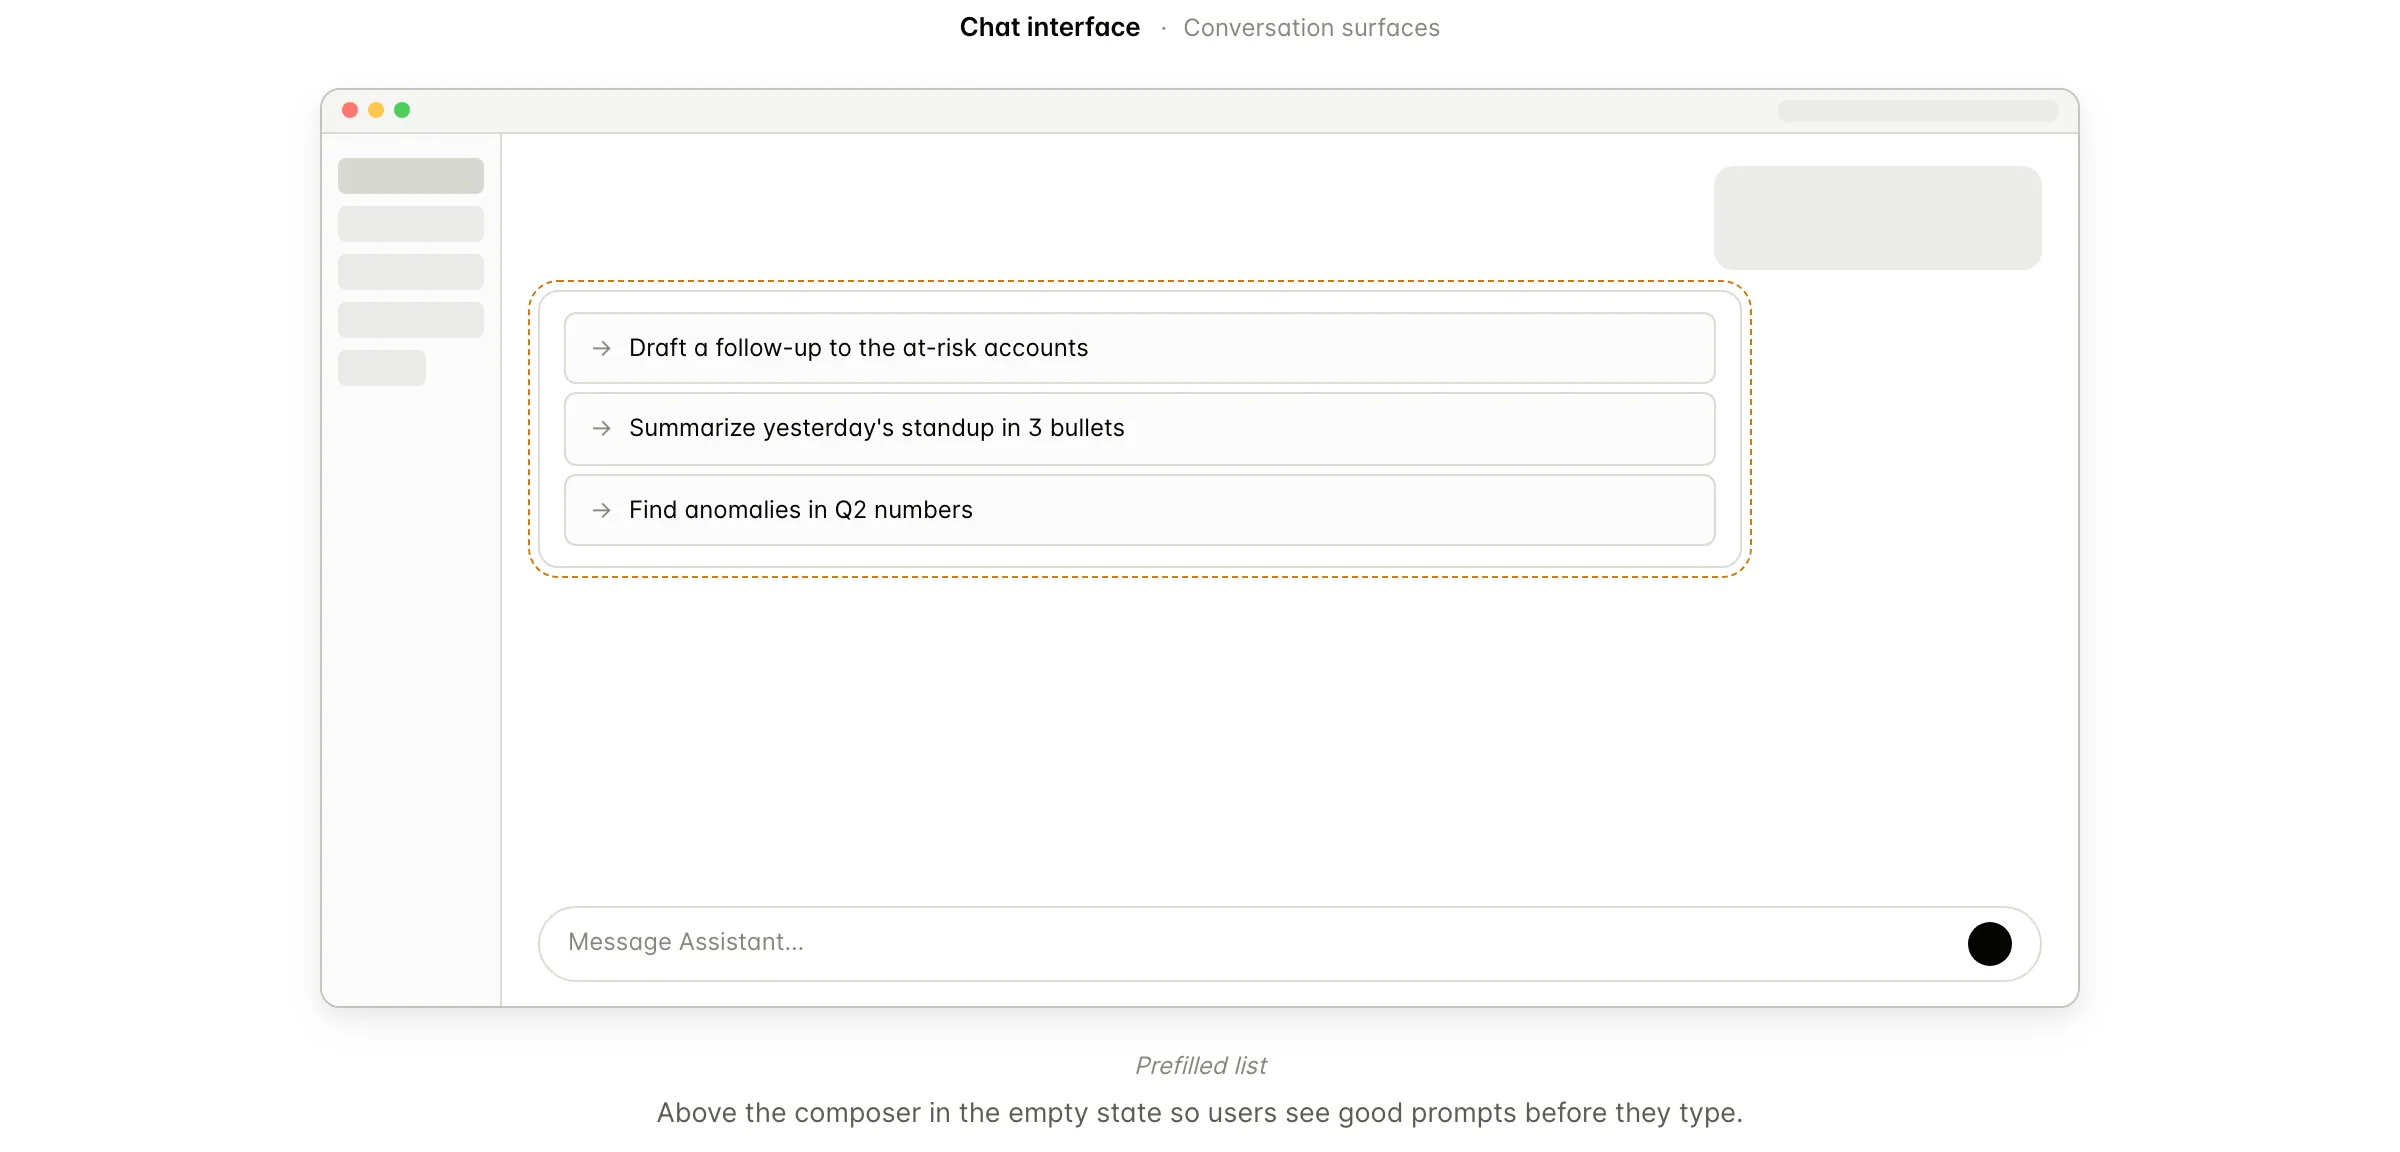 Chat interface · Conversation surfaces
→ Draft a follow-up to the at-risk accounts
→ Summarize yesterday's standup in 3 bullets
→ Find anomalies in Q2 numbers
Message Assistant...
Prefilled list
Above the composer in the empty state so users see good prompts before they type.